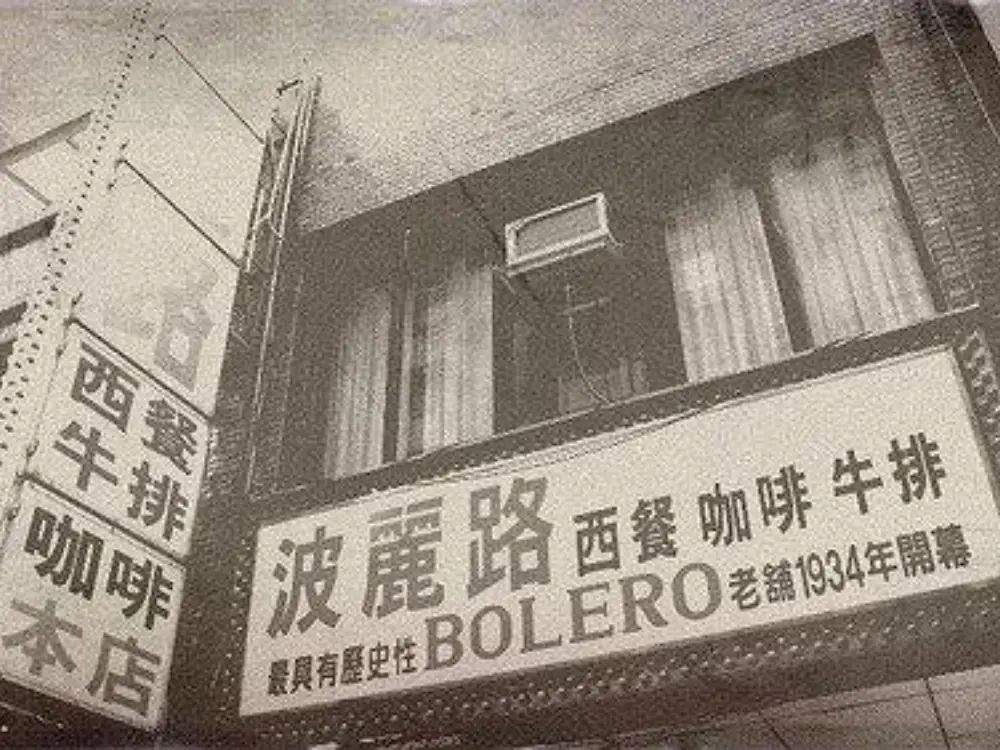 西餐
牛排
咖啡
本店
波麗路 西餐 咖啡 牛排
最具有歷史性 BOLERO 老舖1934年開幕